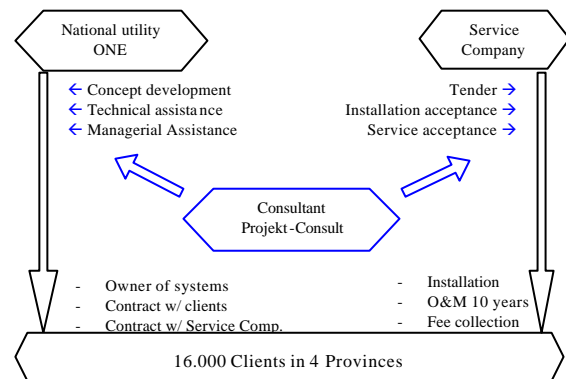 National utility
ONE
Service
Company
← Concept development
← Technical assistance
← Managerial Assistance
Tender →
Installation acceptance →
Service acceptance →
Consultant
Projekt-Consult
- Owner of systems
- Contract w/ clients
- Contract w/ Service Comp.
- Installation
- O&M 10 years
- Fee collection
16.000 Clients in 4 Provinces